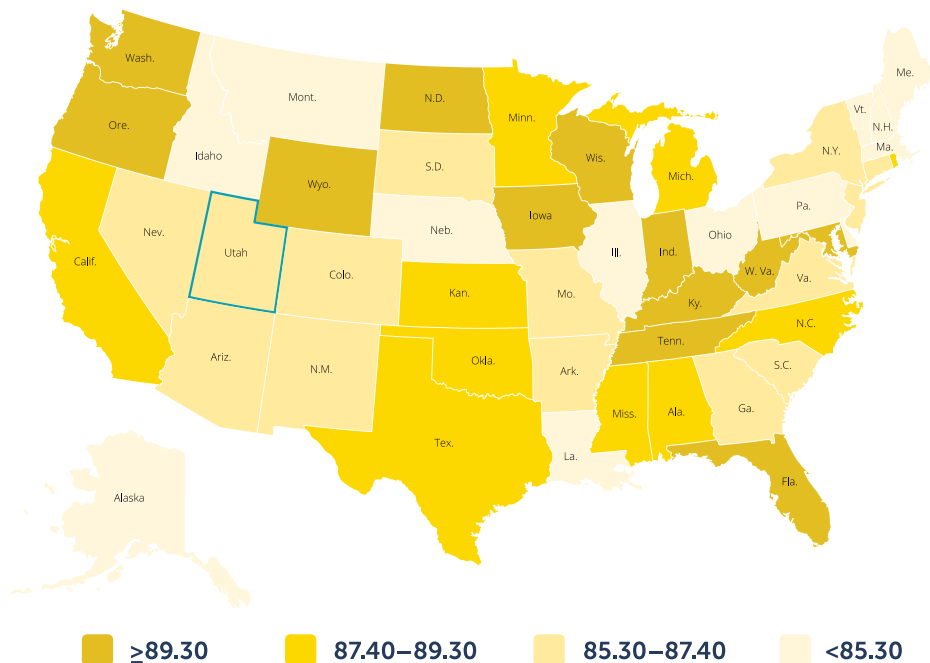 Wash.
Ore.
Calif.
Nev.
Idaho
Mont.
Wyo.
Utah
Colo.
Ariz.
N.M.
N.D.
S.D.
Neb.
Kan.
Okla.
Tex.
Minn.
Iowa
Mo.
Ark.
La.
Wis.
Ill.
Mich.
Ind.
Ohio
Ky.
Tenn.
Miss.
Ala.
Ga.
Fla.
S.C.
N.C.
Va.
W. Va.
Pa.
N.Y.
Vt.
N.H.
Ma.
Me.
Alaska
≥89.30 87.40–89.30 85.30–87.40 <85.30